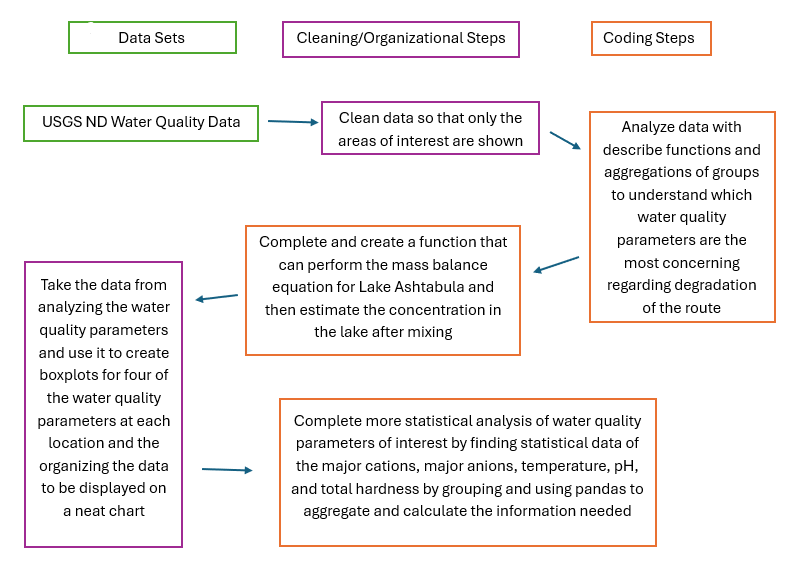 Data Sets
Cleaning/Organizational Steps
Coding Steps
USGS ND Water Quality Data
Clean data so that only the
areas of interest are shown
Analyze data with
describe functions and
aggregations of groups
to understand which
water quality
parameters are the
most concerning
regarding degradation
of the route
Complete and create a function that
can perform the mass balance
equation for Lake Ashtabula and
then estimate the concentration in
the lake after mixing
Take the data from
analyzing the water
quality parameters
and use it to create
boxplots for four of
the water quality
parameters at each
location and the
organizing the data
to be displayed on
a neat chart
Complete more statistical analysis of water quality
parameters of interest by finding statistical data of
the major cations, major anions, temperature, pH,
and total hardness by grouping and using pandas to
aggregate and calculate the information needed